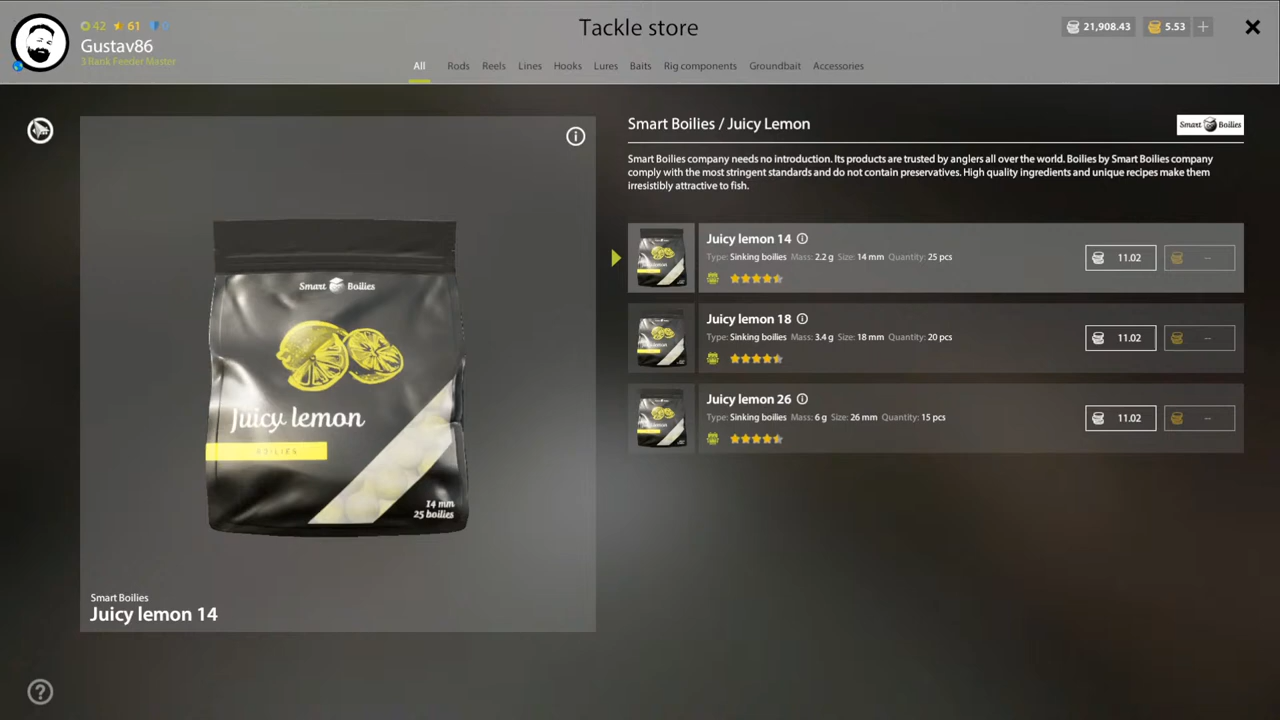 42 61
Gustav86
3 Rank Feeder Master
Tackle store
21,908.43 5.53 +
All Rods Reels Lines Hooks Lures Baits Rig components Groundbait Accessories
Smart Boilies
Juicy lemon
BOILIES
14 mm
25 boilies
Smart Boilies
Juicy lemon 14
Smart Boilies / Juicy Lemon
Smart Boilies
Smart Boilies company needs no introduction. Its products are trusted by anglers all over the world. Boilies by Smart Boilies company
comply with the most stringent standards and do not contain preservatives. High quality ingredients and unique recipes make them
irresistibly attractive to fish.
Juicy lemon 14
Type: Sinking boilies Mass: 2.2 g Size: 14 mm Quantity: 25 pcs
11.02 --
Juicy lemon 18
Type: Sinking boilies Mass: 3.4 g Size: 18 mm Quantity: 20 pcs
11.02 --
Juicy lemon 26
Type: Sinking boilies Mass: 6 g Size: 26 mm Quantity: 15 pcs
11.02 --
?